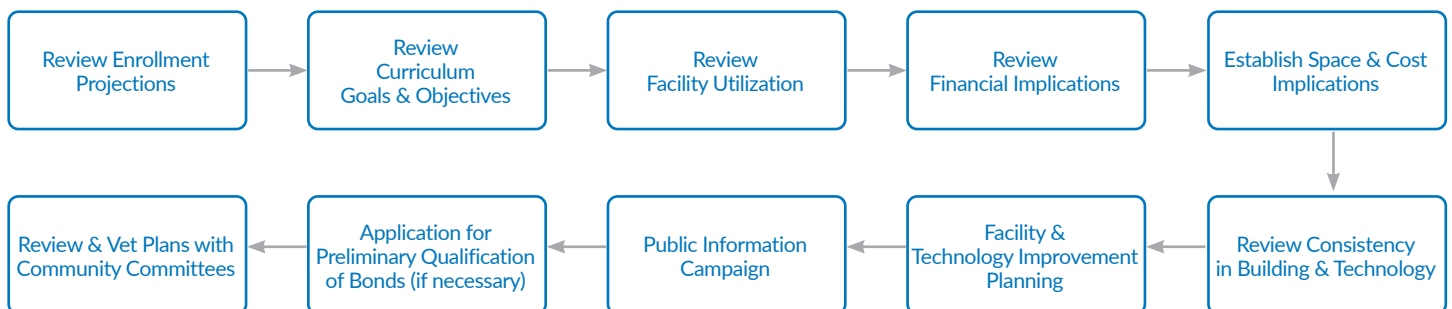 Review Enrollment
Projections
Review
Curriculum
Goals & Objectives
Review
Facility Utilization
Review
Financial Implications
Establish Space & Cost
Implications
Review Consistency
in Building & Technology
Facility &
Technology Improvement
Planning
Public Information
Campaign
Application for
Preliminary Qualification
of Bonds (if necessary)
Review & Vet Plans with
Community Committees